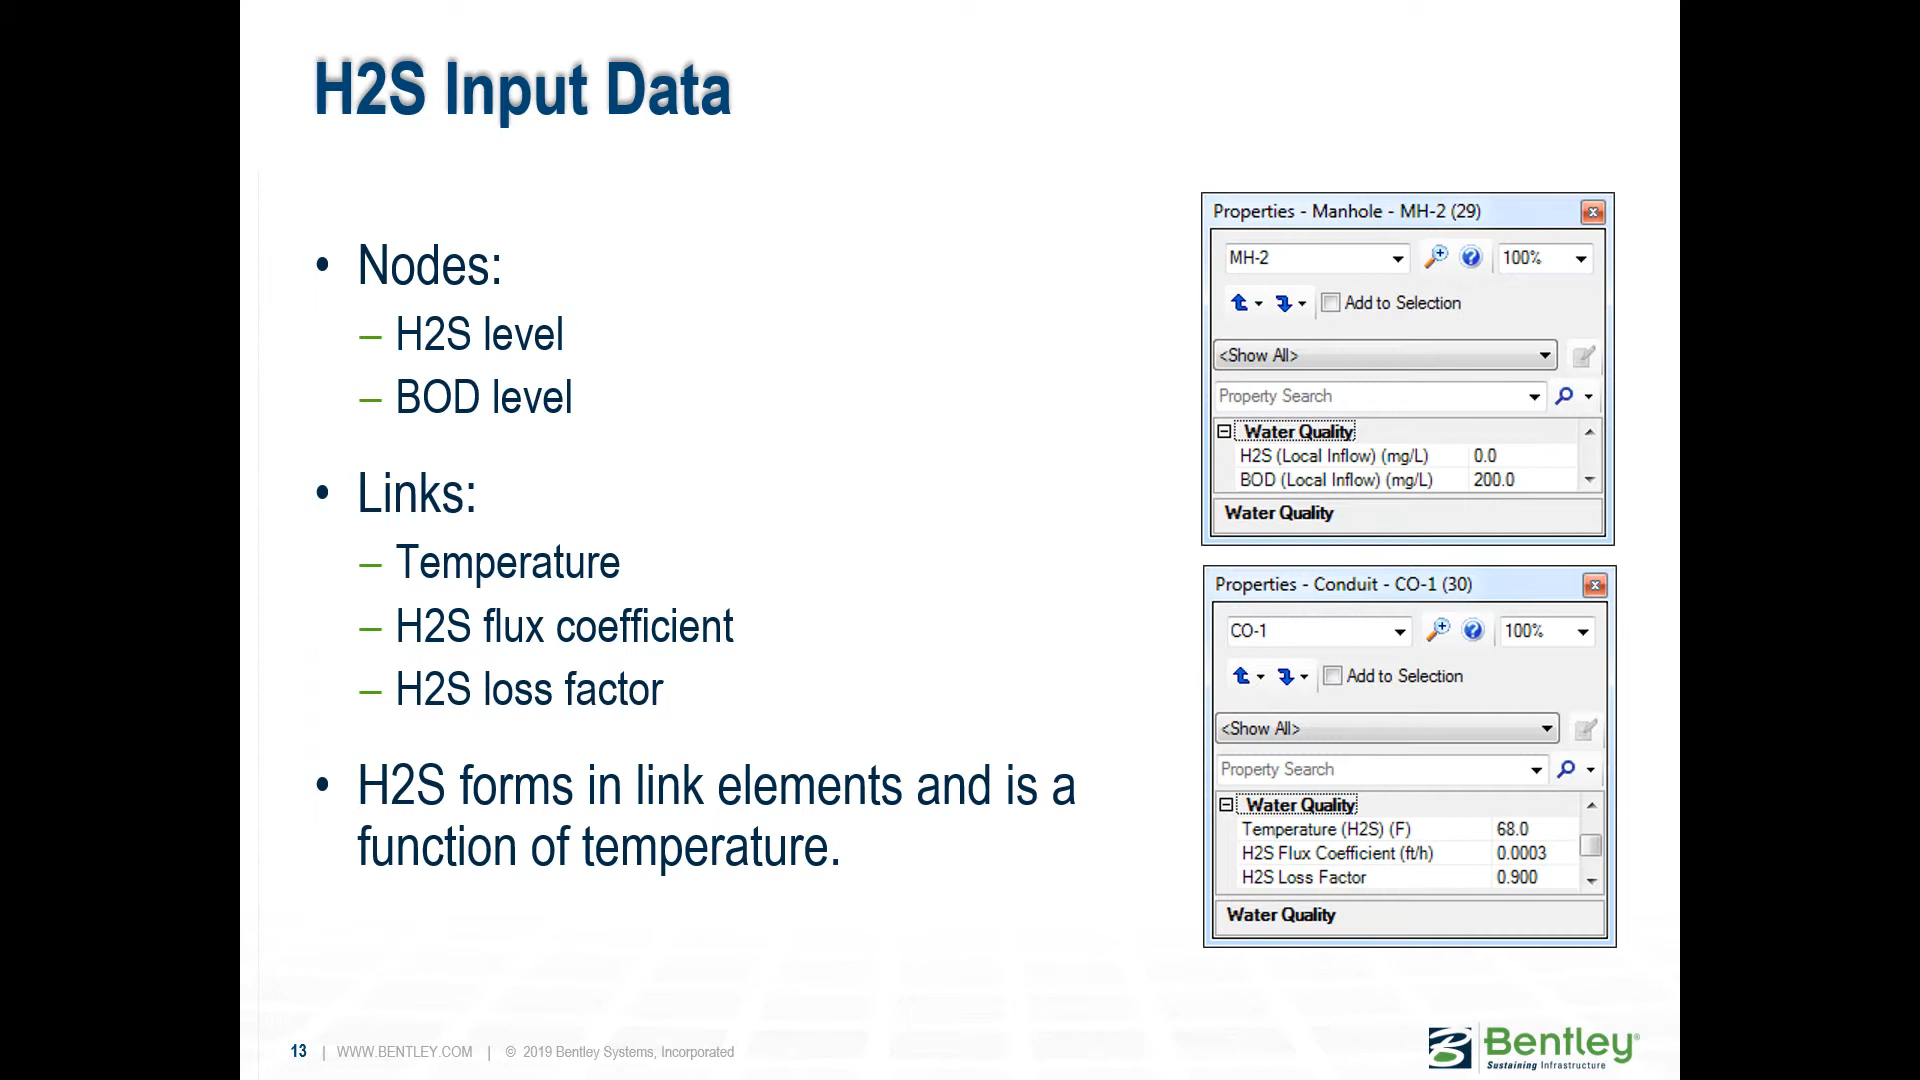 H2S Input Data
• Nodes:
– H2S level
– BOD level
• Links:
– Temperature
– H2S flux coefficient
– H2S loss factor
• H2S forms in link elements and is a
function of temperature.
Properties - Manhole - MH-2 (29)
MH-2
100%
Add to Selection
<Show All>
Property Search
Water Quality
H2S (Local Inflow) (mg/L) 0.0
BOD (Local Inflow) (mg/L) 200.0
Water Quality
Properties - Conduit - CO-1 (30)
CO-1
100%
Add to Selection
<Show All>
Property Search
Water Quality
Temperature (H2S) (F) 68.0
H2S Flux Coefficient (ft/h) 0.0003
H2S Loss Factor 0.900
Water Quality
13 | WWW.BENTLEY.COM | © 2019 Bentley Systems, Incorporated
Bentley®
Sustaining Infrastructure